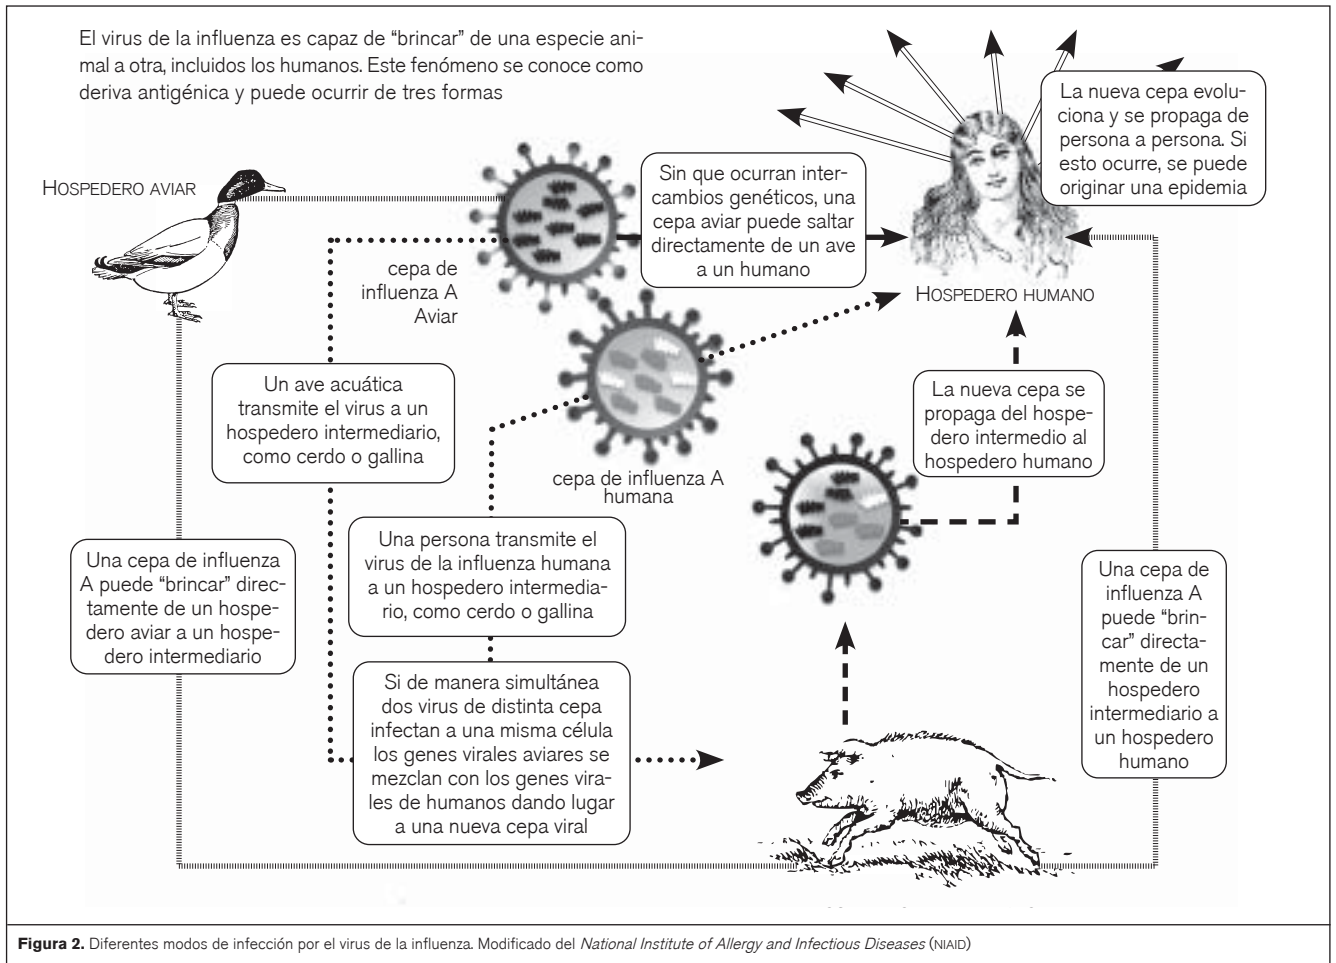 El virus de la influenza es capaz de “brincar” de una especie ani-
mal a otra, incluidos los humanos. Este fenómeno se conoce como
deriva antigénica y puede ocurrir de tres formas
HOSPEDERO AVIAR
cepa de
influenza A
Aviar
Sin que ocurran inter-
cambios genéticos, una
cepa aviar puede saltar
directamente de un ave
a un humano
La nueva cepa evolu-
ciona y se propaga de
persona a persona. Si
esto ocurre, se puede
originar una epidemia
HOSPEDERO HUMANO
Un ave acuática
transmite el virus a un
hospedero intermediario,
como cerdo o gallina
cepa de influenza A
humana
La nueva cepa se
propaga del hospe-
dero intermedio al
hospedero humano
Una persona transmite el
virus de la influenza humana
a un hospedero intermedia-
rio, como cerdo o gallina
Una cepa de influenza
A puede “brincar” direc-
tamente de un hospe-
dero aviar a un hospe-
dero intermediario
Una cepa de
influenza A
puede “brin-
car” directa-
mente de un
hospedero
intermediario a
un hospedero
humano
Si de manera simultánea
dos virus de distinta cepa
infectan a una misma célula
los genes virales aviares se
mezclan con los genes vira-
les de humanos dando lugar
a una nueva cepa viral
Figura 2. Diferentes modos de infección por el virus de la influenza. Modificado del National Institute of Allergy and Infectious Diseases (NIAID)